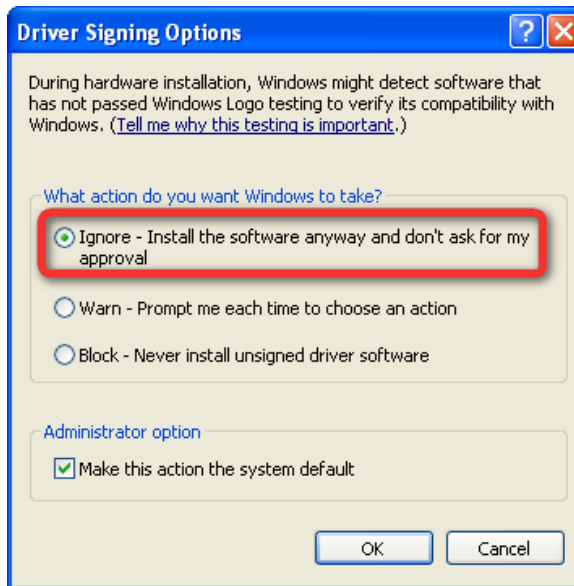 Driver Signing Options
During hardware installation, Windows might detect software that
has not passed Windows Logo testing to verify its compatibility with
Windows. (Tell me why this testing is important.)
What action do you want Windows to take?
Ignore - Install the software anyway and don't ask for my
approval
Warn - Prompt me each time to choose an action
Block - Never install unsigned driver software
Administrator option
Make this action the system default
OK Cancel